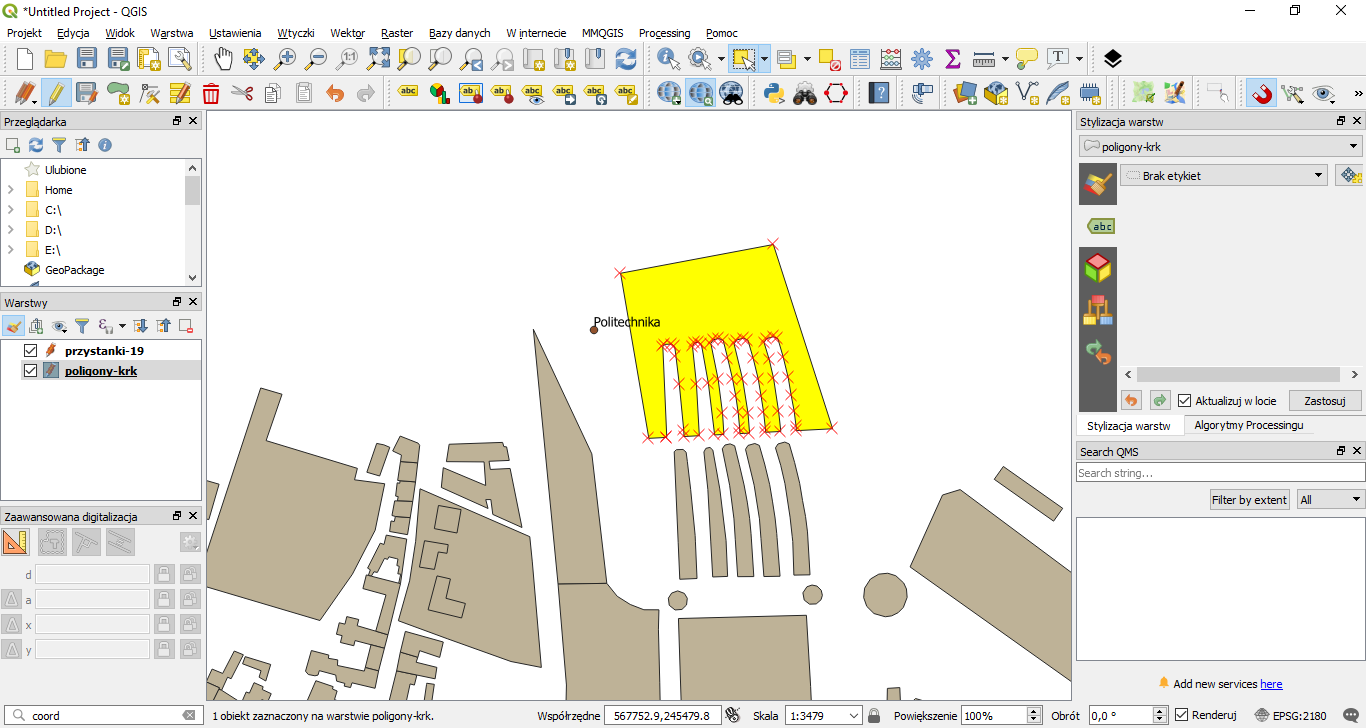 *Untitled Project - QGIS
Projekt Edycja Widok Warstwa Ustawienia Wtyczki Wektor Raster Bazy danych W internecie MMQGIS Processing Pomoc
Przeglądarka
Ulubione
Home
C:\
D:\
E:\
GeoPackage
Warstwy
przystanki-19
poligony-krk
Zaawansowana digitalizacja
d
a
x
y
Politechnika
Stylizacja warstw
poligony-krk
Brak etykiet
abc
Aktualizuj w locie
Zastosuj
Stylizacja warstw
Algorytmy Processingu
Search QMS
Search string...
Filter by extent
All
Add new services here
coord
1 obiekt zaznaczony na warstwie poligony-krk.
Współrzędne
567752.9,245479.8
Skala
1:3479
Powiększenie
100%
Obrót
0,0 °
Renderuj
EPSG:2180